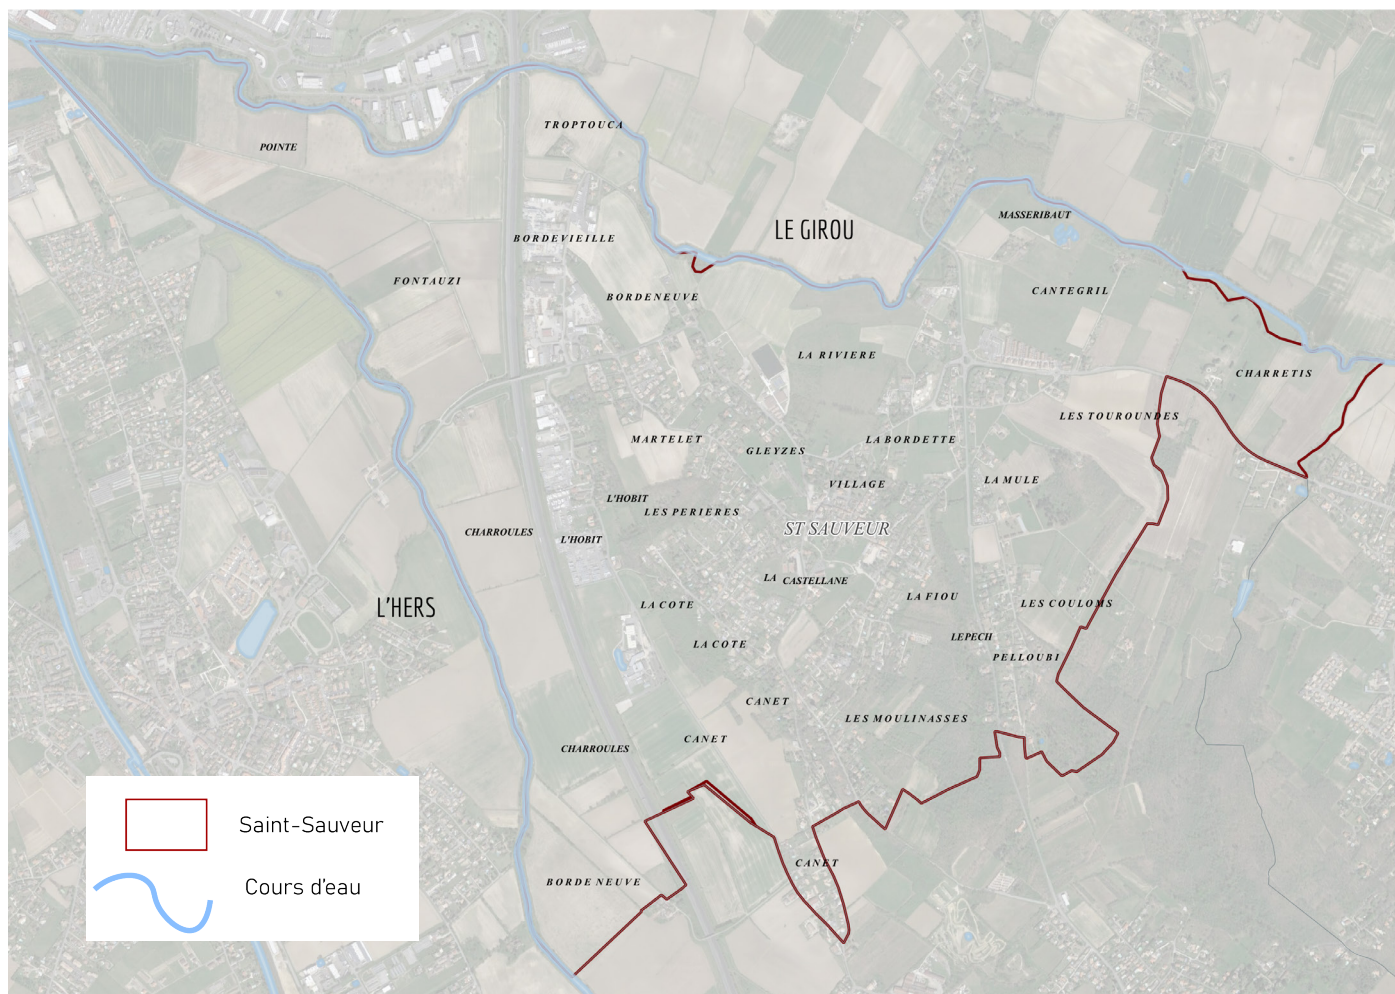 TROPTOUCA
POINTE
MASSERIBAUT
LE GIROU
BORDEVIEILLE
FONTAUZI
CANTEGRIL
BORDENEUVE
LA RIVIERE
CHARRETIS
LES TOUROUNDES
MARTELET
LA BORDETTE
GLEYZES
LA MULE
VILLAGE
L'HOBIT
LES PERIERES
ST SAUVEUR
CHARROULES
L'HOBIT
LA CASTELLANE
LA FIOU
LES COULOMS
LA COTE
L'HERS
LEPECH
LA COTE
PELLOUBI
CANET
LES MOULINASSES
CANET
CHARROULES
CANET
BORDE NEUVE
Saint-Sauveur
Cours d'eau